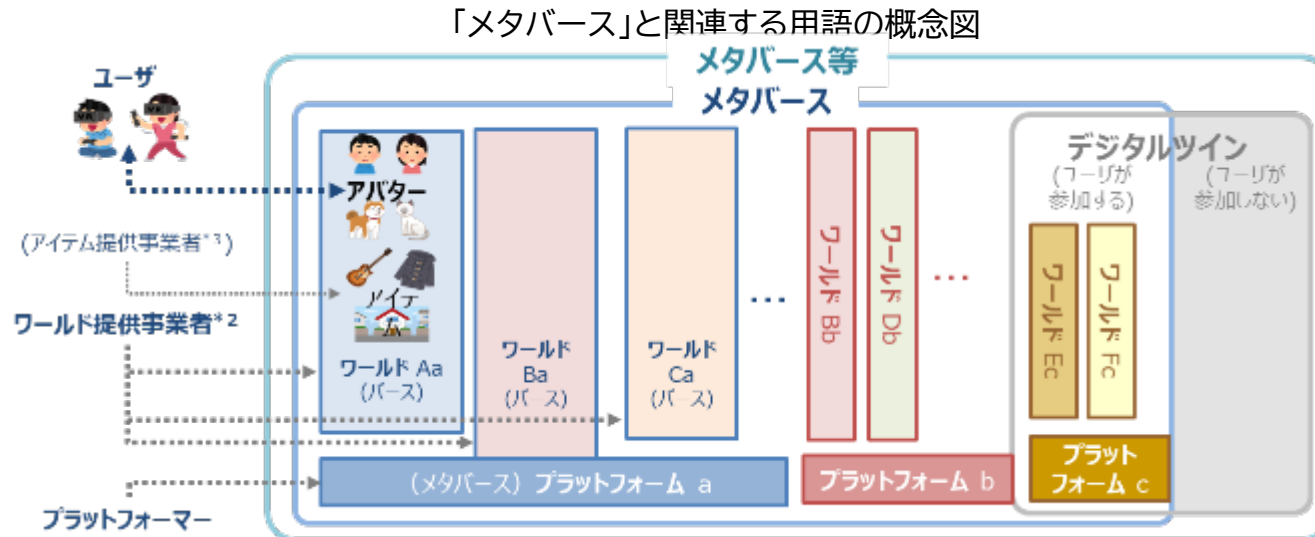 「メタバース」と関連する用語の概念図
メタバース等
メタバース
ユーザ
アバター
(アイテム提供事業者*3)
アイテ
ム
ワールド提供事業者*2
ワールド Aa
(バース)
ワールド
Ba
(バース)
ワールド
Ca
(バース)
…
ワールド Bb
ワールド Db
…
デジタルツイン
(ユーザが
参加する)
(ユーザが
参加しない)
ワールド Ec
ワールド Fc
(メタバース) プラットフォーム a
プラットフォーム b
プラット
フォーム c
プラットフォーマー